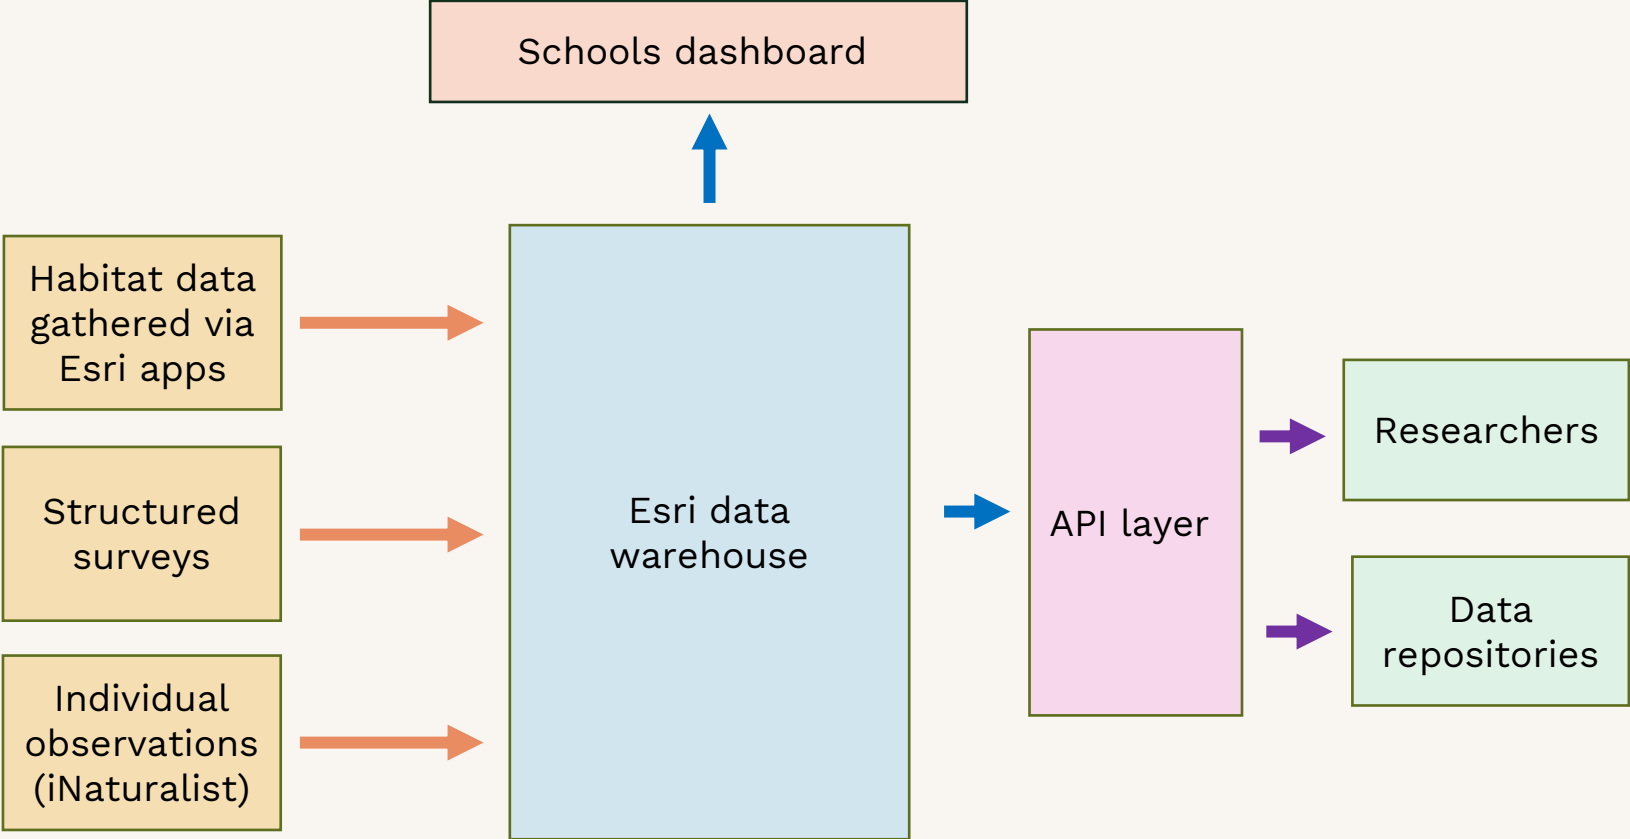 Schools dashboard
Habitat data
gathered via
Esri apps
Structured
surveys
Individual
observations
(iNaturalist)
Esri data
warehouse
API layer
Researchers
Data
repositories